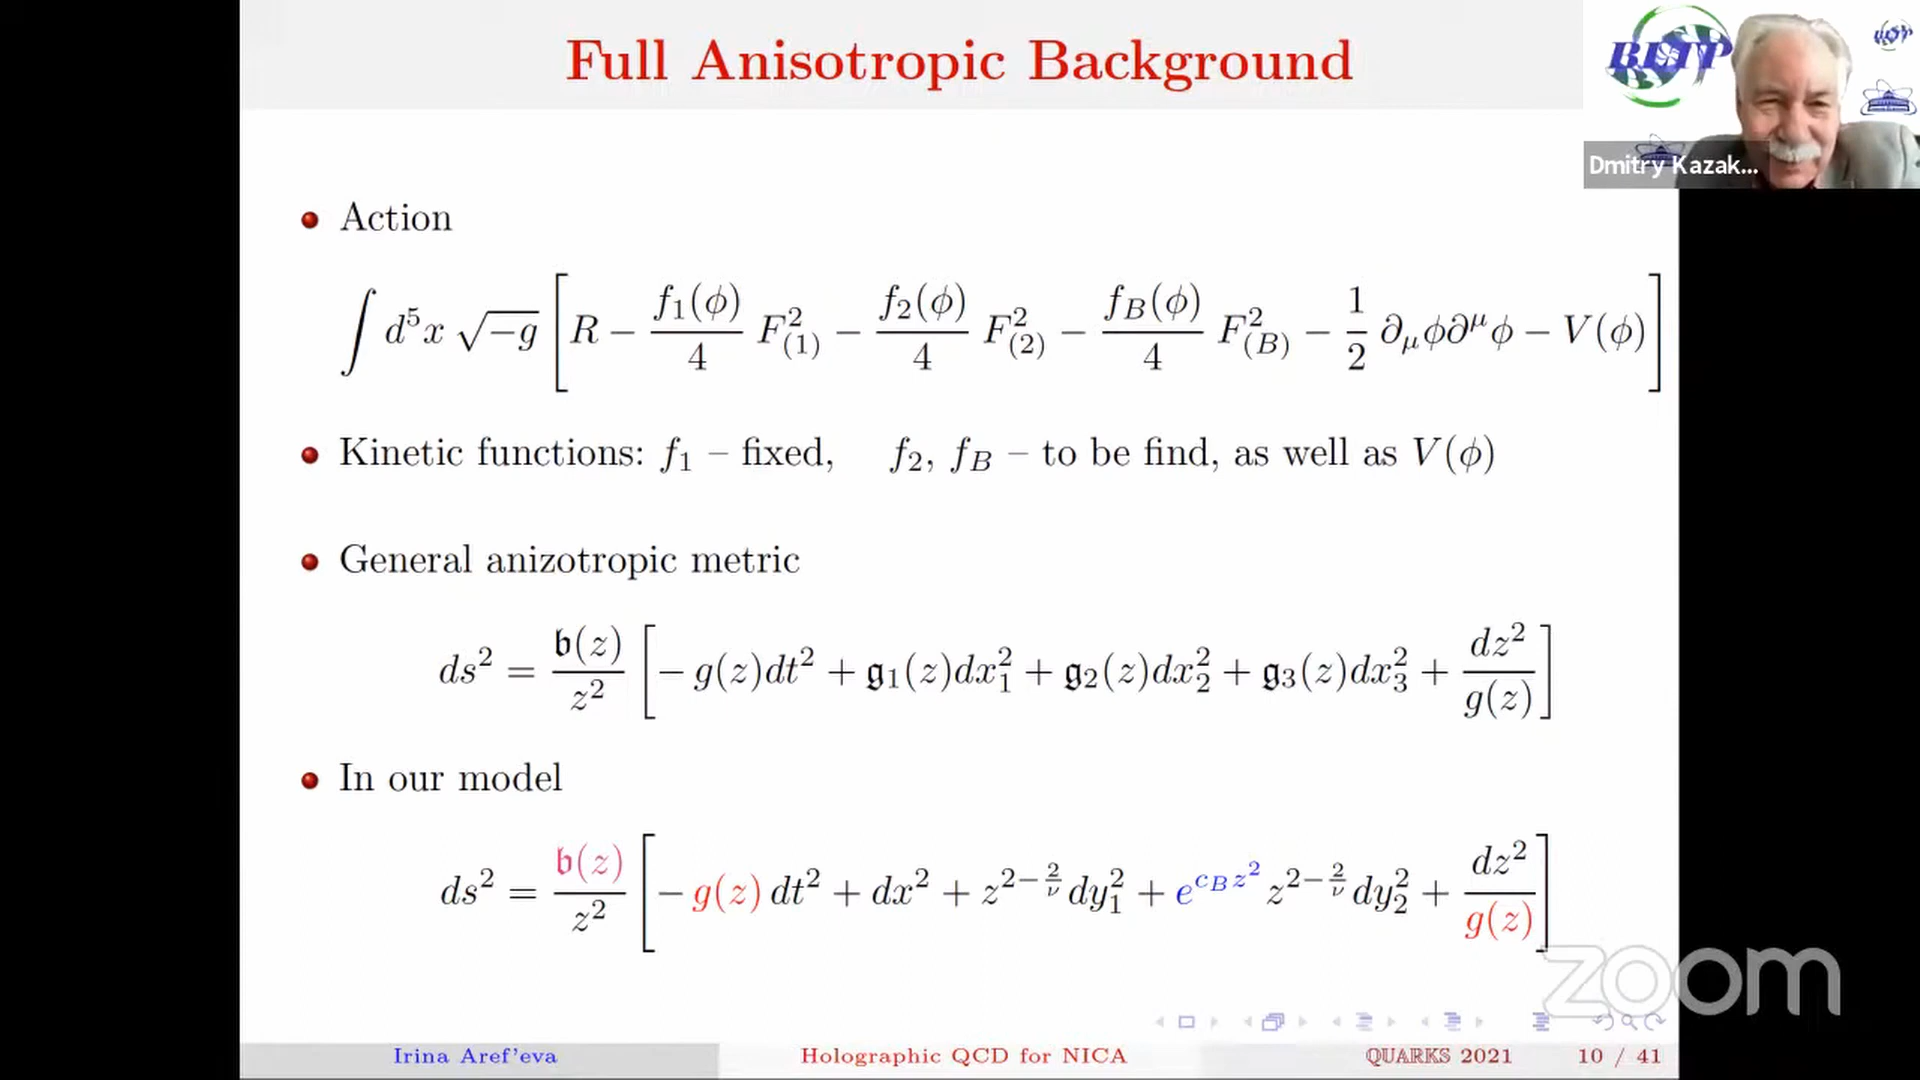 Full Anisotropic Background
BLTP
Dmitry Kazak...
• Action
∫ d⁵x √−g [ R − f₁(ϕ)/4 F²₍₁₎ − f₂(ϕ)/4 F²₍₂₎ − f_B(ϕ)/4 F²_(B) − 1/2 ∂_μϕ∂^μϕ − V(ϕ) ]
• Kinetic functions: f₁ – fixed, f₂, f_B – to be find, as well as V(ϕ)
• General anizotropic metric
ds² = 𝔟(z)/z² [ − g(z)dt² + 𝔤₁(z)dx₁² + 𝔤₂(z)dx₂² + 𝔤₃(z)dx₃² + dz²/g(z) ]
• In our model
ds² = 𝔟(z)/z² [ − g(z) dt² + dx² + z^{2−2/ν} dy₁² + e^{c_B z²} z^{2−2/ν} dy₂² + dz²/g(z) ]
zoom
Irina Aref'eva Holographic QCD for NICA QUARKS 2021 10 / 41